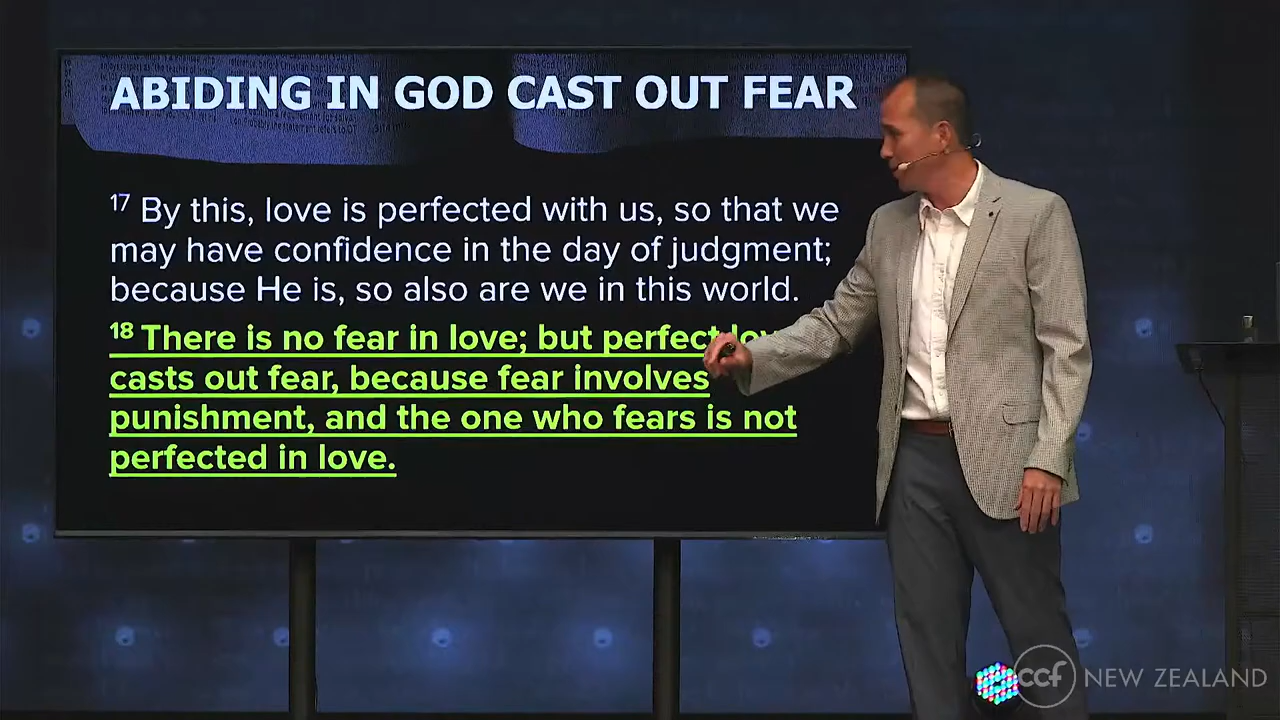 ABIDING IN GOD CAST OUT FEAR
17 By this, love is perfected with us, so that we
may have confidence in the day of judgment;
because He is, so also are we in this world.
18 There is no fear in love; but perfect
casts out fear, because fear involves
punishment, and the one who fears is not
perfected in love.
ccf NEW ZEALAND